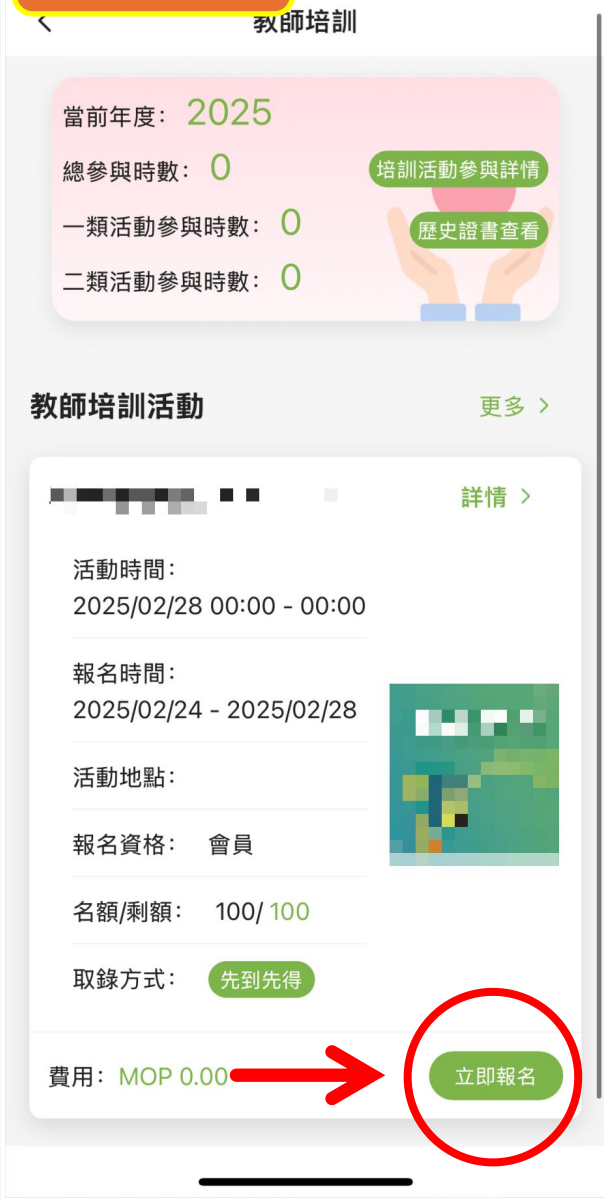 教師培訓
當前年度： 2025
總參與時數： 0
培訓活動參與詳情
一類活動參與時數： 0
歷史證書查看
二類活動參與時數： 0
教師培訓活動
更多
詳情
活動時間：
2025/02/28 00:00 - 00:00
報名時間：
2025/02/24 - 2025/02/28
活動地點：
報名資格： 會員
名額/剩額： 100/ 100
取錄方式： 先到先得
費用： MOP 0.00
立即報名